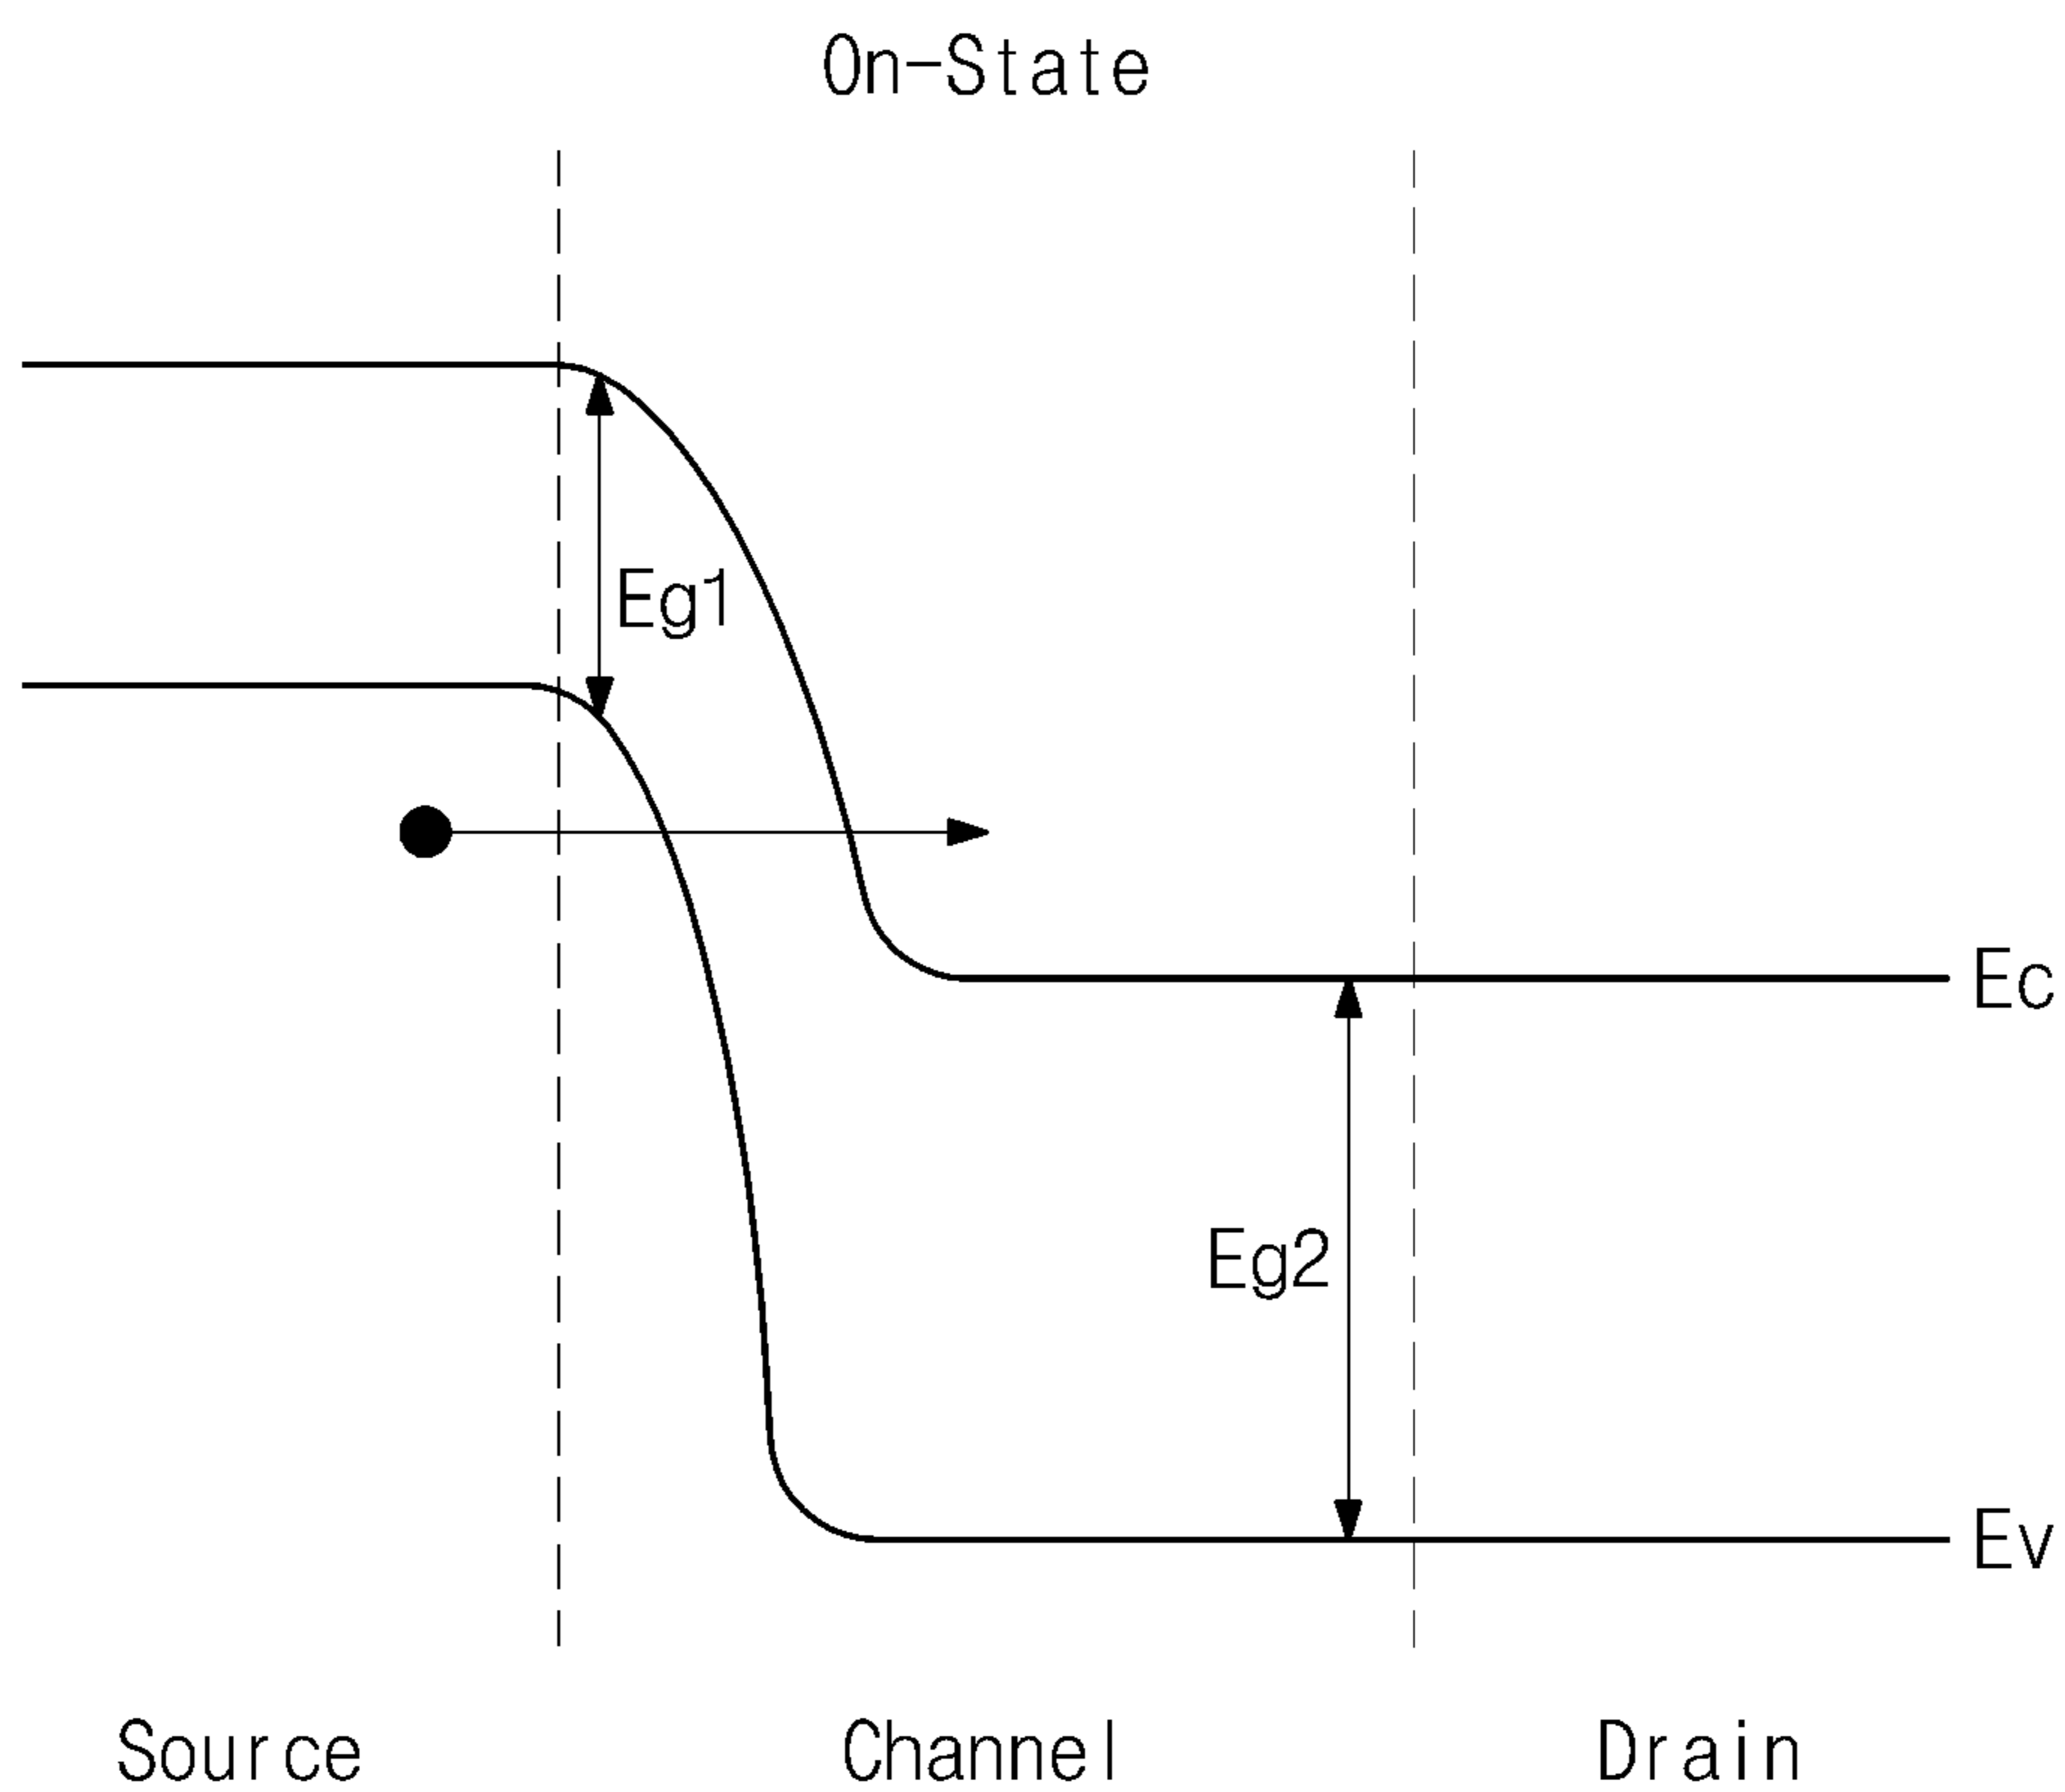 On-State
Eg1
Ec
Eg2
Ev
Source
Channel
Drain